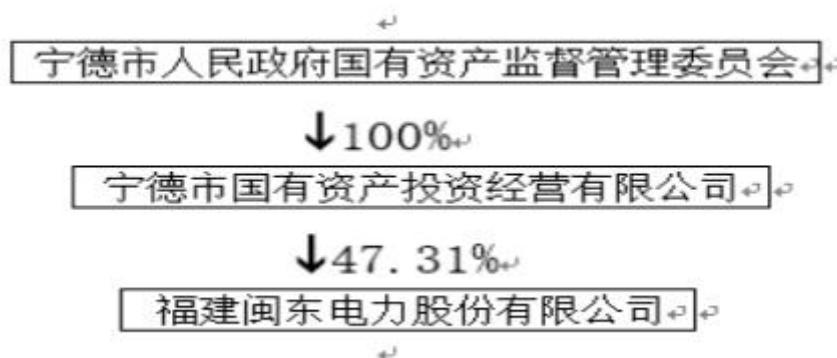 宁德市人民政府国有资产监督管理委员会
↓100%
宁德市国有资产投资经营有限公司
↓47.31%
福建闽东电力股份有限公司